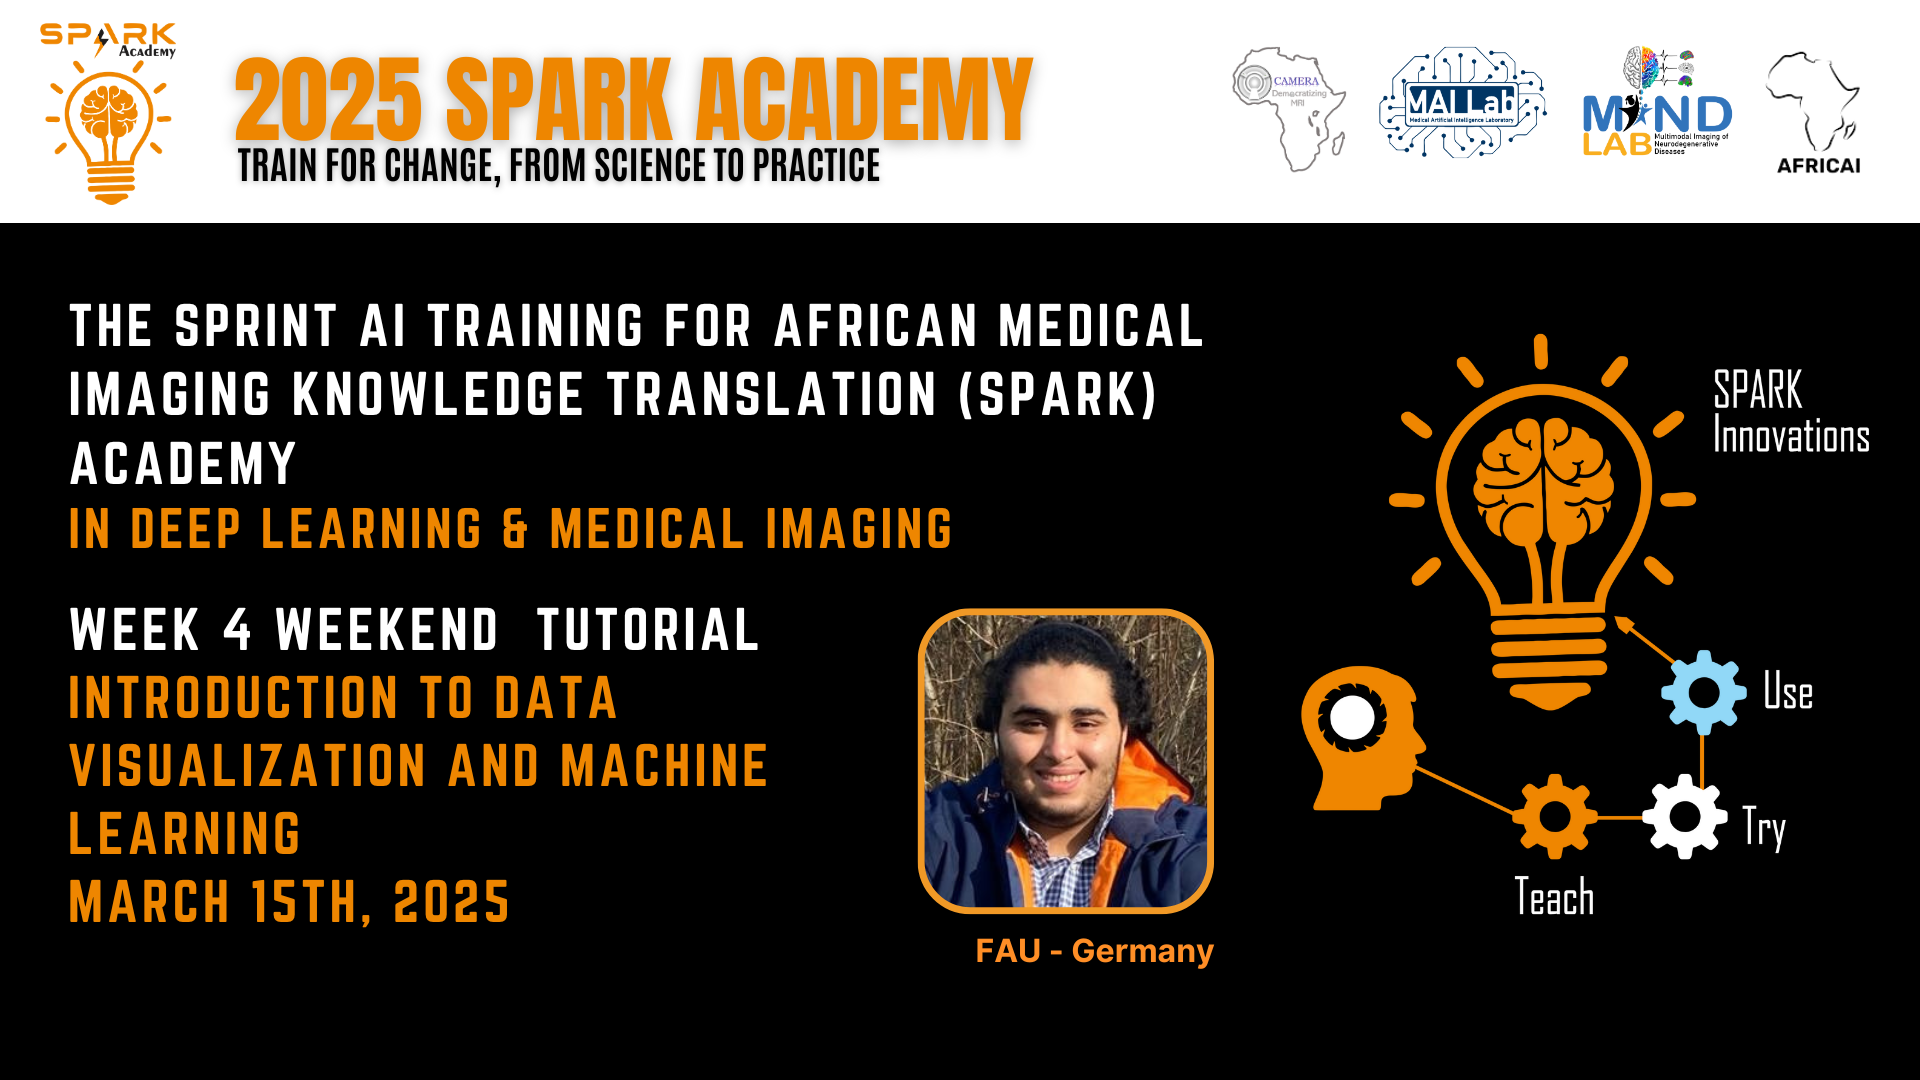 SPARK
Academy
2025 SPARK ACADEMY
TRAIN FOR CHANGE, FROM SCIENCE TO PRACTICE
CAMERA
Democratizing
MRI
MAILab
Medical Artificial Intelligence Laboratory
MIND
LAB
Multimodal Imaging of
Neurodegenerative
Diseases
AFRICAI
THE SPRINT AI TRAINING FOR AFRICAN MEDICAL
IMAGING KNOWLEDGE TRANSLATION (SPARK)
ACADEMY
IN DEEP LEARNING & MEDICAL IMAGING
WEEK 4 WEEKEND TUTORIAL
INTRODUCTION TO DATA
VISUALIZATION AND MACHINE
LEARNING
MARCH 15TH, 2025
FAU - Germany
SPARK
Innovations
Use
Try
Teach